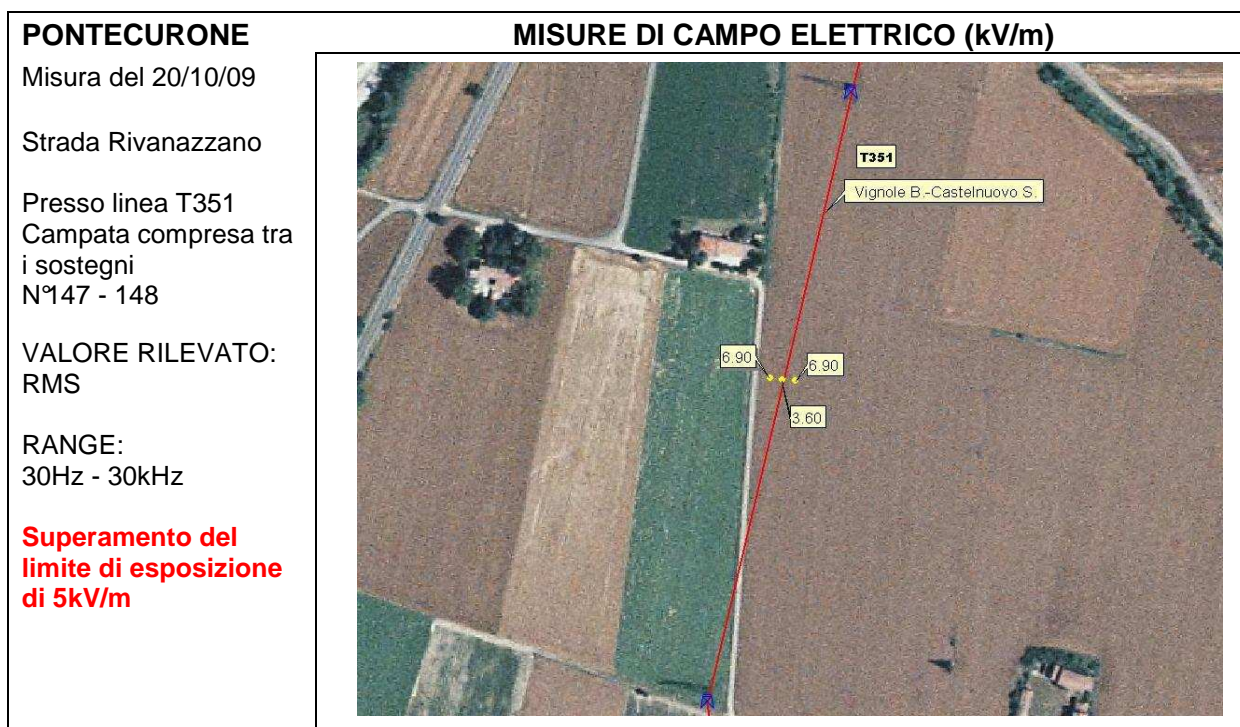 PONTECURONE
MISURE DI CAMPO ELETTRICO (kV/m)
Misura del 20/10/09
Strada Rivanazzano
Presso linea T351
Campata compresa tra
i sostegni
N°147 - 148
VALORE RILEVATO:
RMS
RANGE:
30Hz - 30kHz
Superamento del
limite di esposizione
di 5kV/m
T351
Vignole B.-Castelnuovo S.
6.90
6.90
3.60